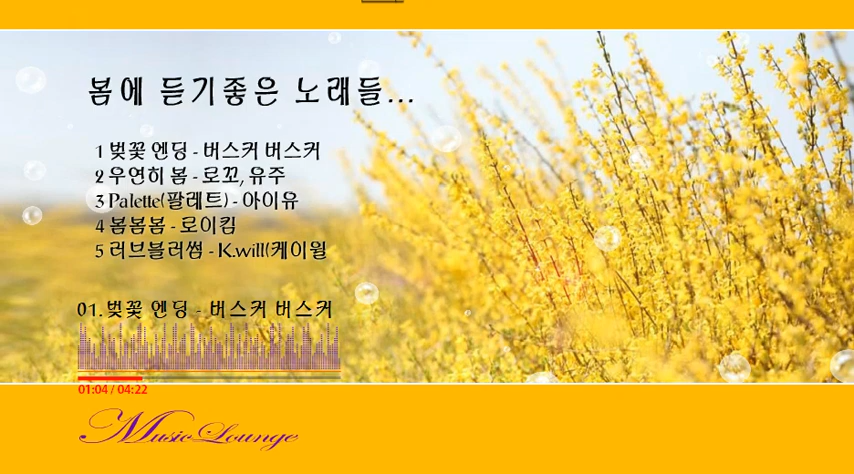 봄에 듣기좋은 노래들...
1 벚꽃 엔딩 - 버스커 버스커
2 우연히 봄 - 로꼬, 유주
3 Palette(팔레트) - 아이유
4 봄봄봄 - 로이킴
5 러브블러썸 - K.will(케이윌
01.벚꽃 엔딩 - 버스커 버스커
01:04 / 04:22
MusicLounge